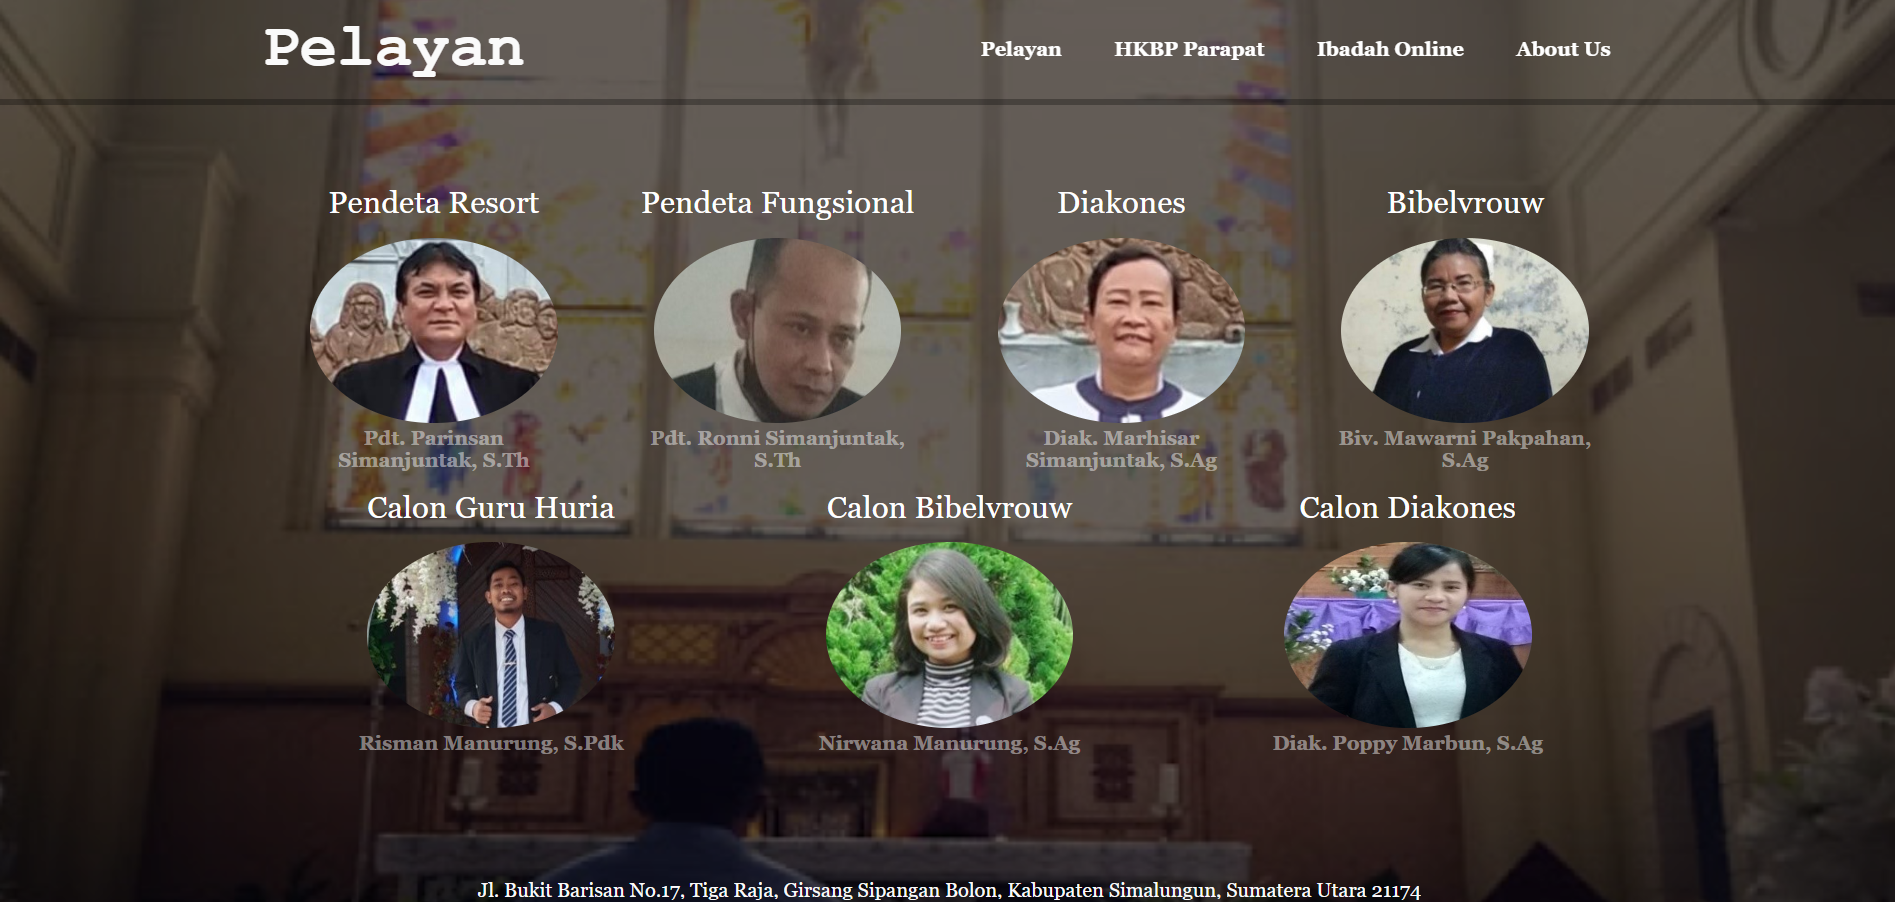 Pelayan
Pelayan
HKBP Parapat
Ibadah Online
About Us
Pendeta Resort
Pendeta Fungsional
Diakones
Bibelvrouw
Pdt. Parinsan
Simanjuntak, S.Th
Pdt. Ronni Simanjuntak,
S.Th
Diak. Marhisar
Simanjuntak, S.Ag
Biv. Mawarni Pakpahan,
S.Ag
Calon Guru Huria
Calon Bibelvrouw
Calon Diakones
Risman Manurung, S.Pdk
Nirwana Manurung, S.Ag
Diak. Poppy Marbun, S.Ag
Jl. Bukit Barisan No.17, Tiga Raja, Girsang Sipangan Bolon, Kabupaten Simalungun, Sumatera Utara 21174